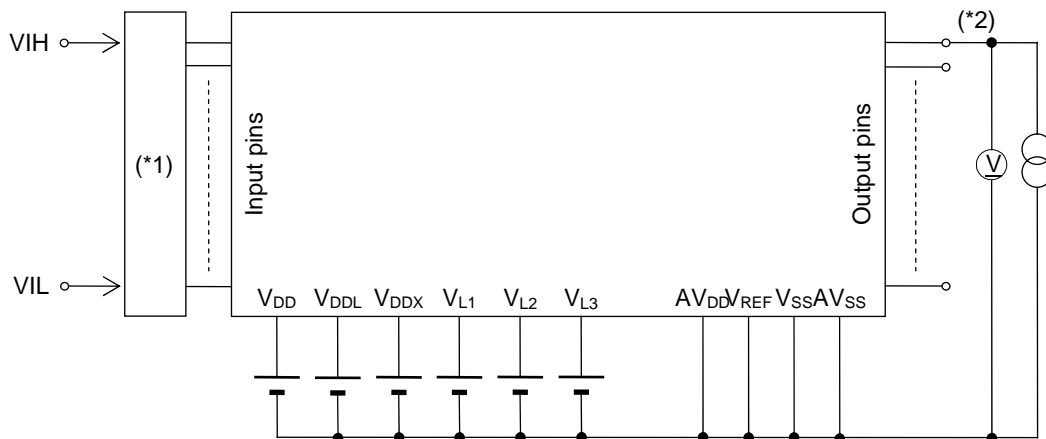 (*2)
VIH
(*1)
Input pins
Output pins
V
VIL
VDD VDDL VDDX VL1 VL2 VL3 AVDD VREF VSS AVSS